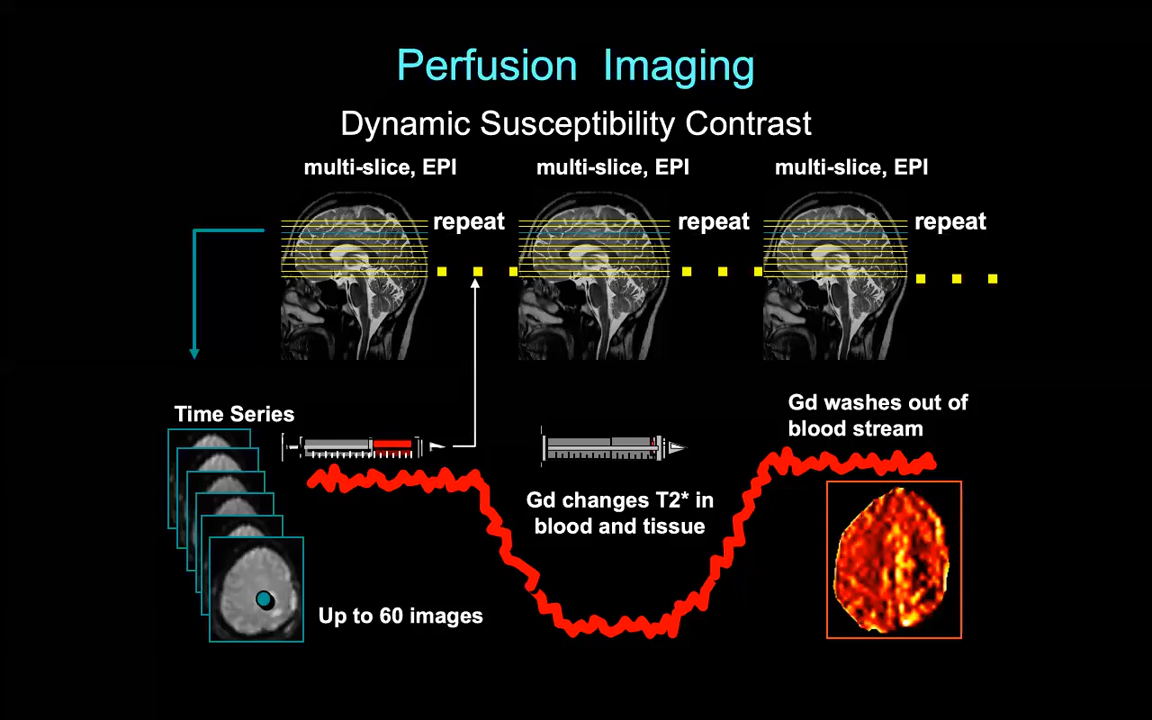 Perfusion Imaging
Dynamic Susceptibility Contrast
multi-slice, EPI
multi-slice, EPI
multi-slice, EPI
repeat
repeat
repeat
Time Series
Gd washes out of
blood stream
Gd changes T2* in
blood and tissue
Up to 60 images